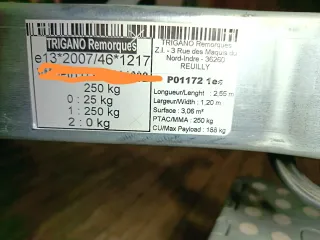 TRIGANO Remorques
e13*2007/46*1217
250 kg
0 : 25 kg
1 : 250 kg
2 : 0 kg
TRIGANO Remorques
Z.I. - 3 Rue des Maquis du
Nord-Indre - 36260
REUILLY
P01172 1es
Longueur/Lenght : 2,55 m
Largeur/Width : 1,20 m
Surface : 3,06 m²
PTAC/MMA : 250 kg
CU/Max Payload : 168 kg